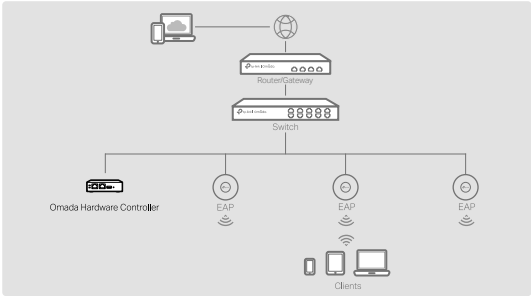 Router/Gateway
Switch
Omada Hardware Controller
EAP
EAP
EAP
Clients